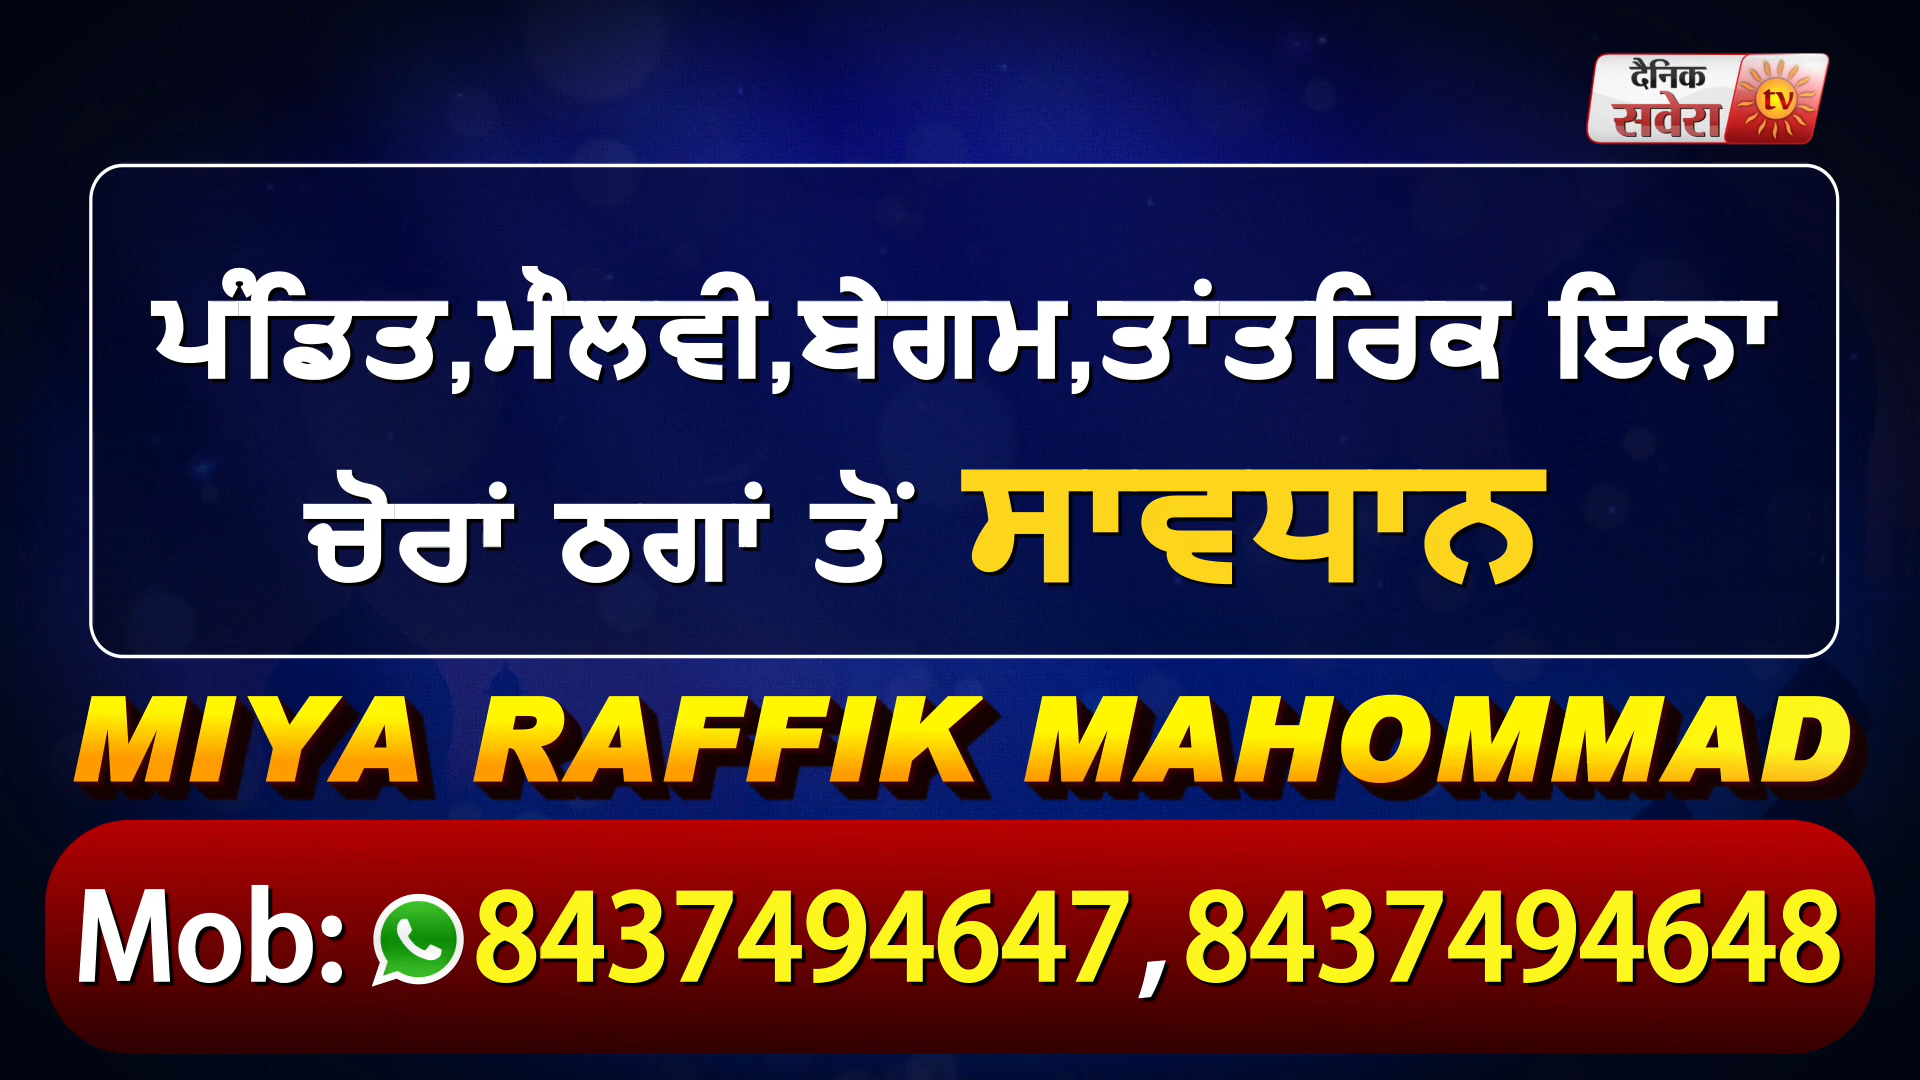 दैनिक
सवेरा tv
ਪੰਡਿਤ,ਮੌਲਵੀ,ਬੇਗਮ,ਤਾਂਤਰਿਕ ਇਨਾ
ਚੋਰਾਂ ਠਗਾਂ ਤੋਂ ਸਾਵਧਾਨ
MIYA RAFFIK MAHOMMAD
Mob: 8437494647, 8437494648